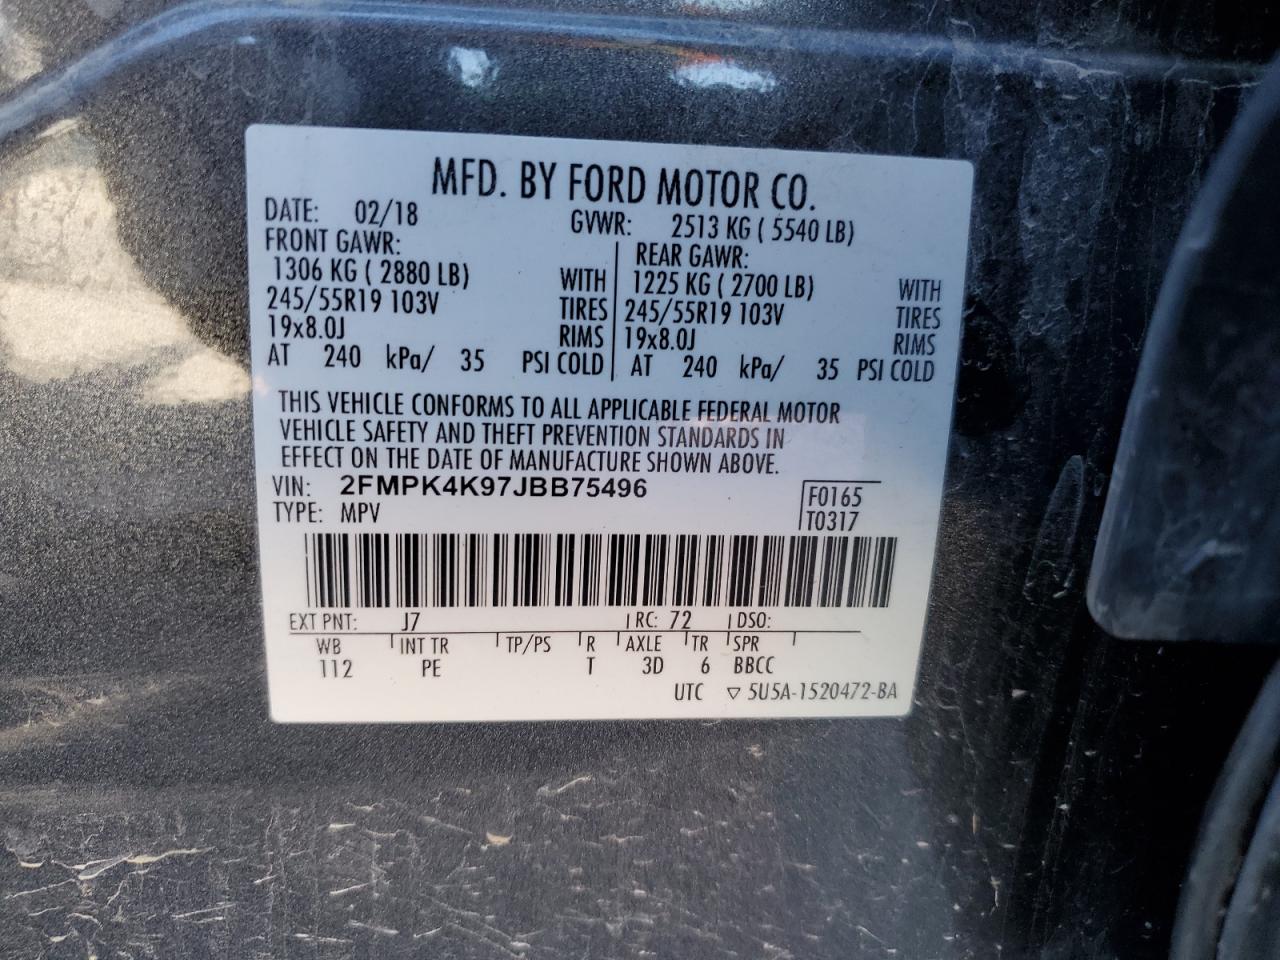 MFD. BY FORD MOTOR CO.
DATE: 02/18 GVWR: 2513 KG ( 5540 LB)
FRONT GAWR: REAR GAWR:
1306 KG ( 2880 LB) WITH 1225 KG ( 2700 LB) WITH
245/55R19 103V TIRES 245/55R19 103V TIRES
19x8.0J RIMS 19x8.0J RIMS
AT 240 kPa/ 35 PSI COLD AT 240 kPa/ 35 PSI COLD
THIS VEHICLE CONFORMS TO ALL APPLICABLE FEDERAL MOTOR
VEHICLE SAFETY AND THEFT PREVENTION STANDARDS IN
EFFECT ON THE DATE OF MANUFACTURE SHOWN ABOVE.
VIN: 2FMPK4K97JBB75496 F0165
TYPE: MPV T0317
EXT PNT: J7 RC: 72 DSO:
WB INT TR TP/PS R AXLE TR SPR
112 PE T 3D 6 BBCC
UTC ▽ 5U5A-1520472-BA